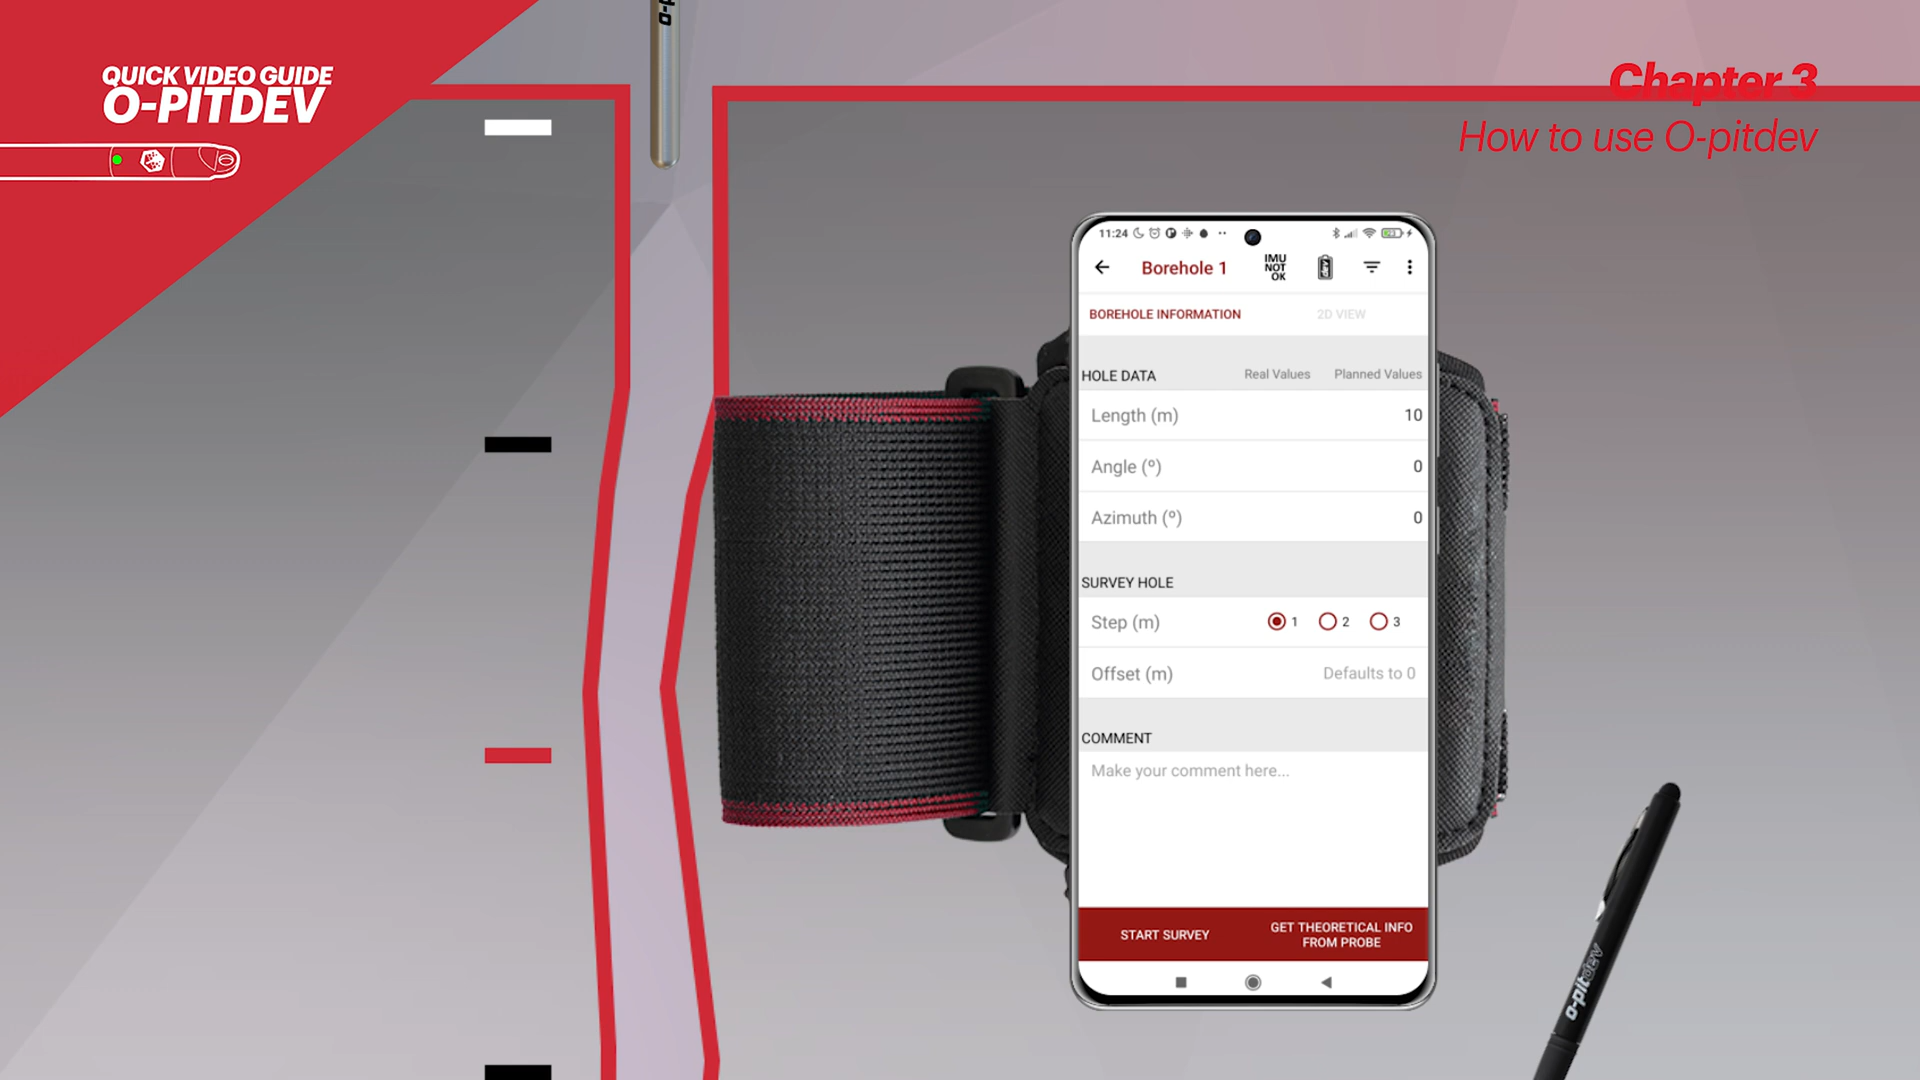 QUICK VIDEO GUIDE
O-PITDEV
Chapter 3
How to use O-pitdev
11:24
Borehole 1
IMU
NOT
OK
BOREHOLE INFORMATION
2D VIEW
HOLE DATA Real Values Planned Values
Length (m) 10
Angle (º) 0
Azimuth (º) 0
SURVEY HOLE
Step (m) 1 2 3
Offset (m) Defaults to 0
COMMENT
Make your comment here...
START SURVEY
GET THEORETICAL INFO
FROM PROBE
o-pitdev